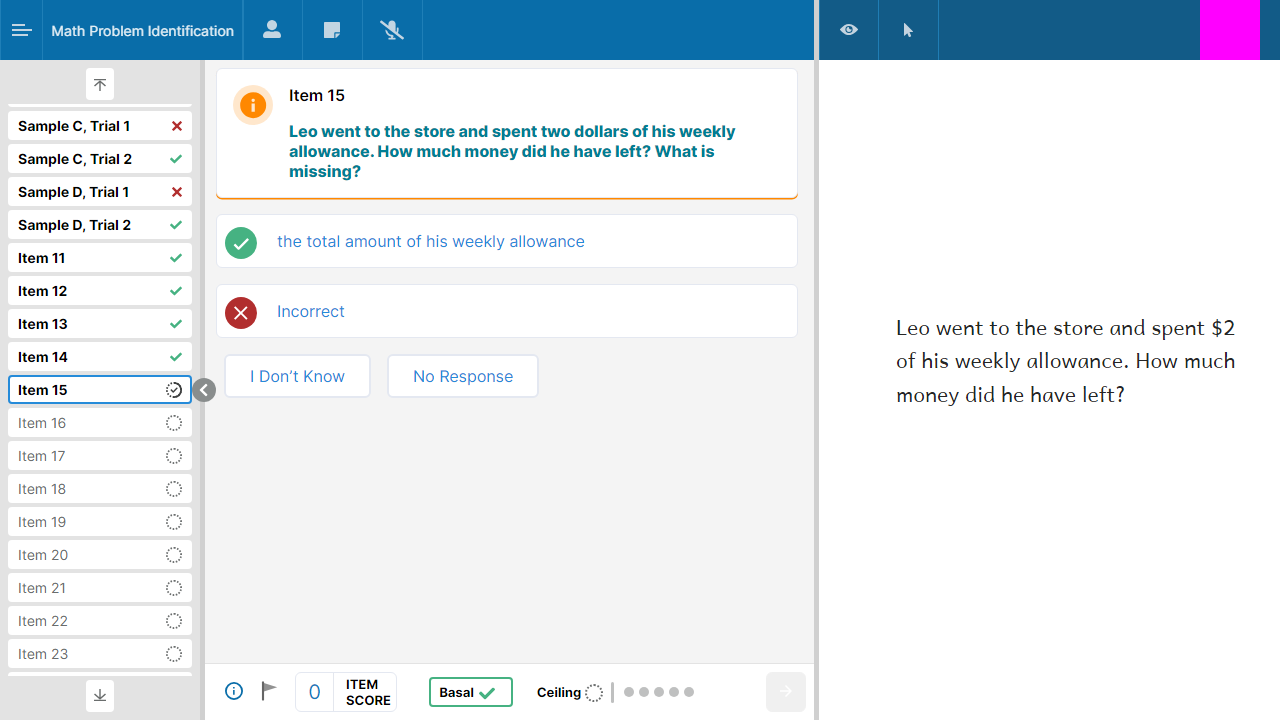 Math Problem Identification
Sample C, Trial 1
Sample C, Trial 2
Sample D, Trial 1
Sample D, Trial 2
Item 11
Item 12
Item 13
Item 14
Item 15
Item 16
Item 17
Item 18
Item 19
Item 20
Item 21
Item 22
Item 23
Item 15
Leo went to the store and spent two dollars of his weekly
allowance. How much money did he have left? What is
missing?
the total amount of his weekly allowance
Incorrect
I Don’t Know
No Response
0
ITEM
SCORE
Basal
Ceiling
Leo went to the store and spent $2
of his weekly allowance. How much
money did he have left?